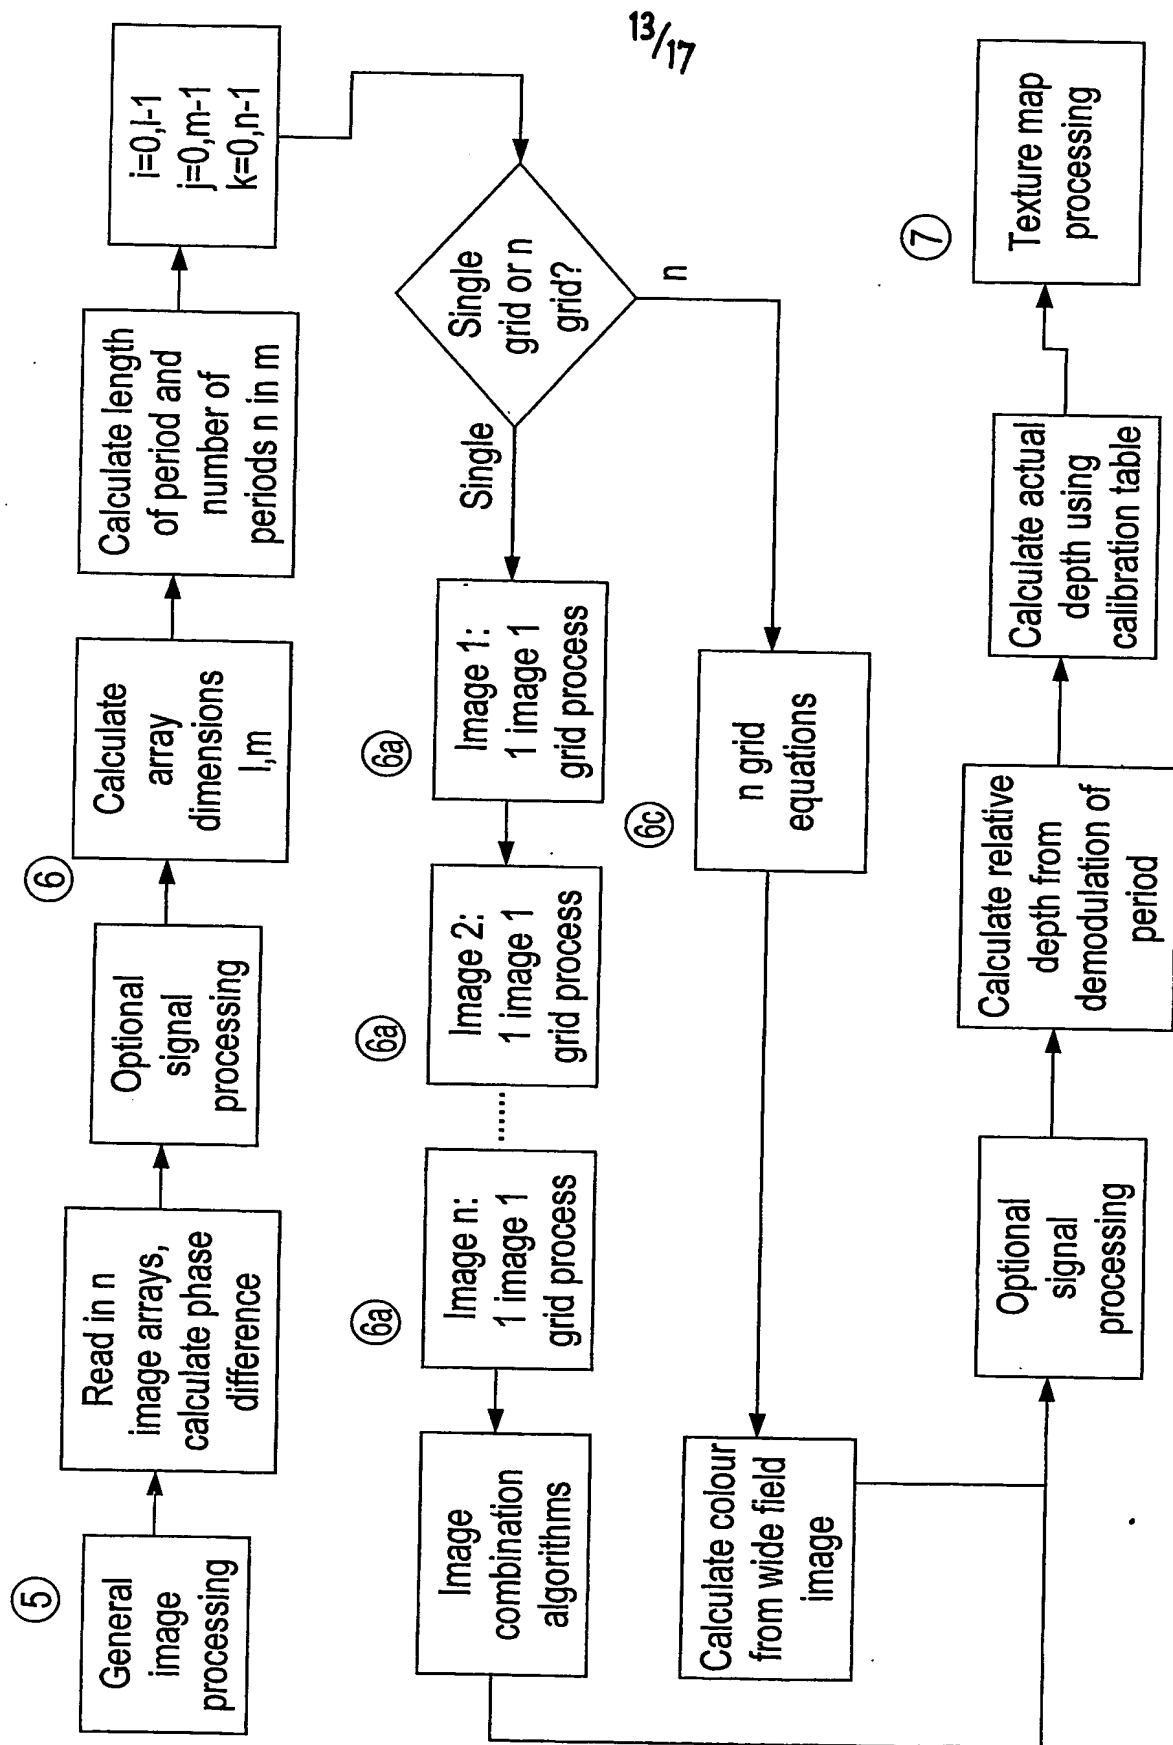 13/17
5
General
image
processing
Read in n
image arrays,
calculate phase
difference
Optional
signal
processing
6
Calculate
array
dimensions
l,m
Calculate length
of period and
number of
periods n in m
i=0,l-1
j=0,m-1
k=0,n-1
Single
grid or n
grid?
Single
n
6a
Image 1:
1 image 1
grid process
6a
Image 2:
1 image 1
grid process
......
6a
Image n:
1 image 1
grid process
Image
combination
algorithms
6c
n grid
equations
Calculate colour
from wide field
image
Optional
signal
processing
Calculate relative
depth from
demodulation of
period
Calculate actual
depth using
calibration table
7
Texture map
processing